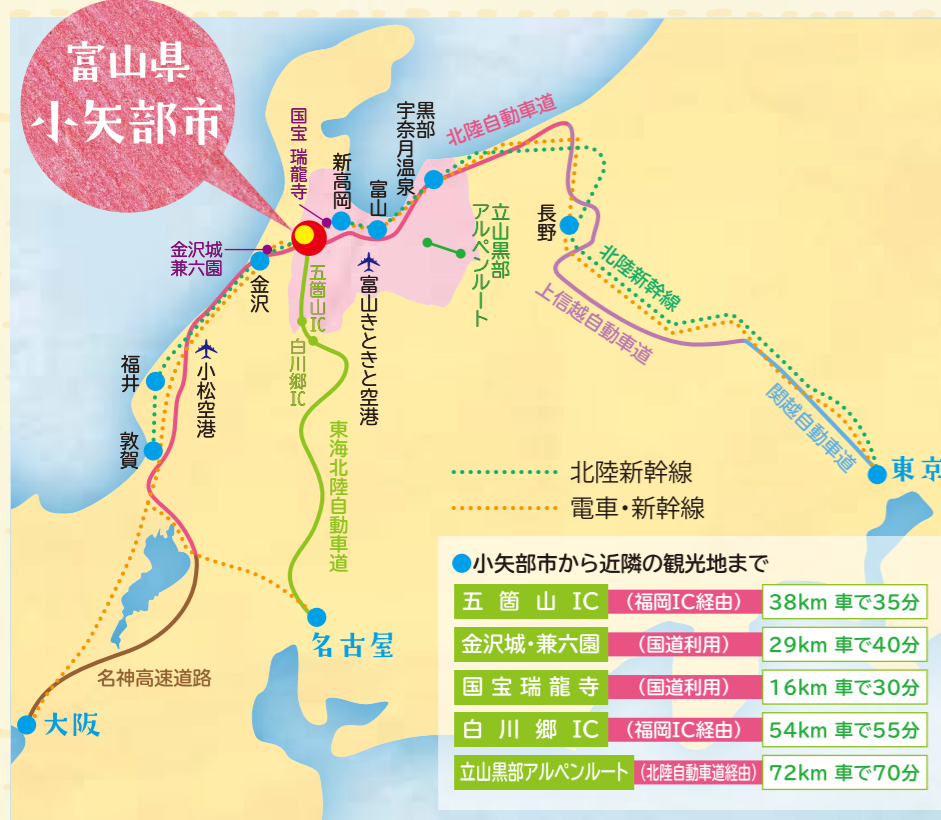 富山県
小矢部市
国宝 瑞龍寺
新高岡
富山
黒部
宇奈月温泉
北陸自動車道
金沢城
兼六園
金沢
五箇山IC
白川郷IC
富山きときと空港
立山黒部
アルペンルート
長野
北陸新幹線
上信越自動車道
関越自動車道
東京
福井
小松空港
敦賀
東海北陸自動車道
名古屋
名神高速道路
大阪
北陸新幹線
電車・新幹線
●小矢部市から近隣の観光地まで
五箇山IC (福岡IC経由) 38km 車で35分
金沢城・兼六園 (国道利用) 29km 車で40分
国宝瑞龍寺 (国道利用) 16km 車で30分
白川郷IC (福岡IC経由) 54km 車で55分
立山黒部アルペンルート (北陸自動車道経由) 72km 車で70分